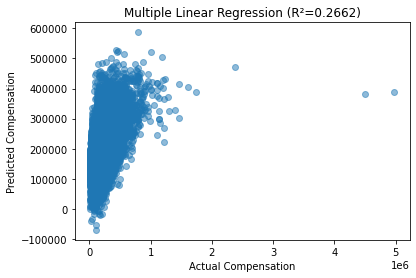 Multiple Linear Regression (R²=0.2662)
Predicted Compensation
600000
500000
400000
300000
200000
100000
0
−100000
0 1 2 3 4 5
1e6
Actual Compensation